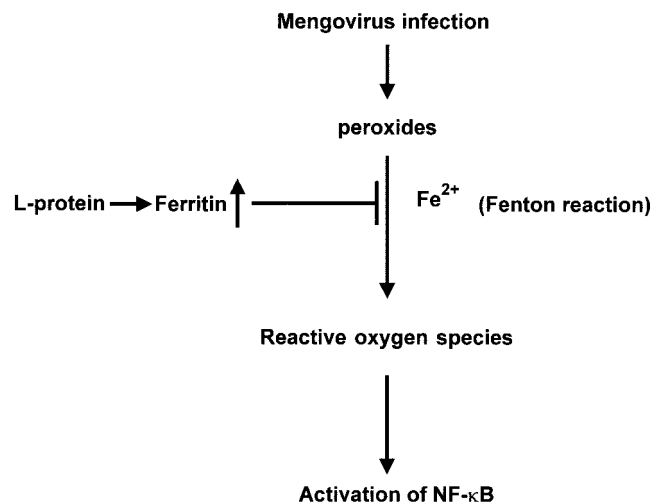 Mengovirus infection
peroxides
L-protein Ferritin Fe2+ (Fenton reaction)
Reactive oxygen species
Activation of NF-κB